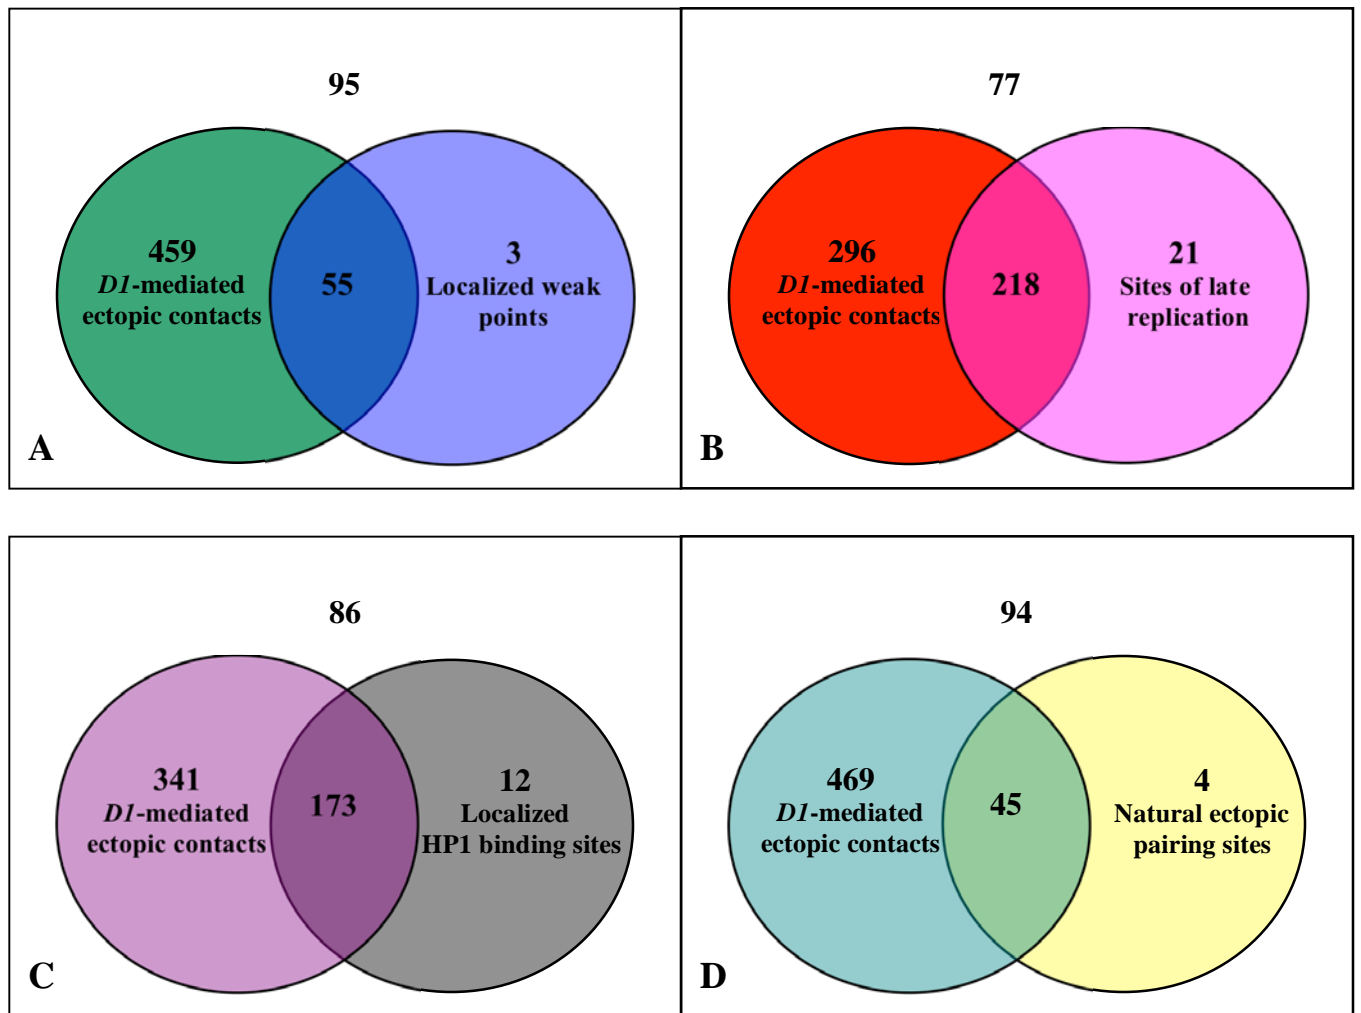 95
459
D1-mediated
ectopic contacts
55
3
Localized weak
points
A
77
296
D1-mediated
ectopic contacts
218
21
Sites of late
replication
B
86
341
D1-mediated
ectopic contacts
173
12
Localized
HP1 binding sites
C
94
469
D1-mediated
ectopic contacts
45
4
Natural ectopic
pairing sites
D